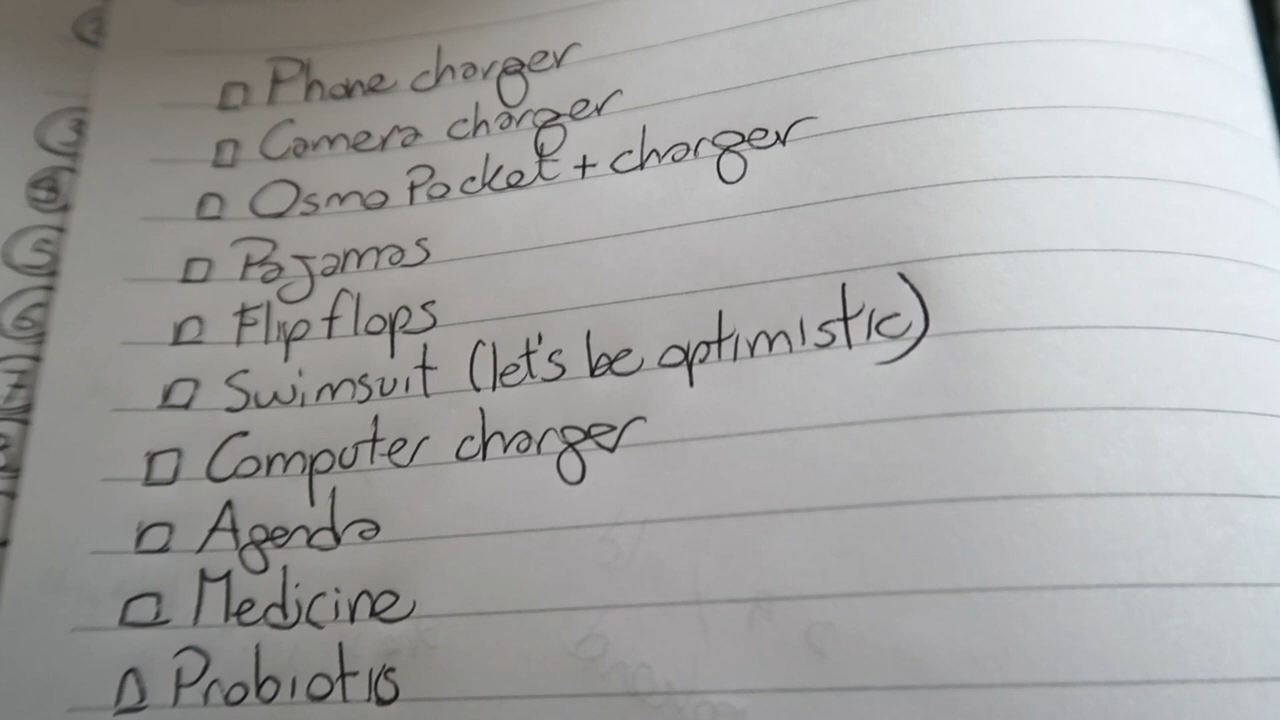 Phone charger
Camera charger
Osmo Pocket + charger
Pajamas
Flip flops
Swimsuit (let's be optimistic)
Computer charger
Agenda
Medicine
Probiotics